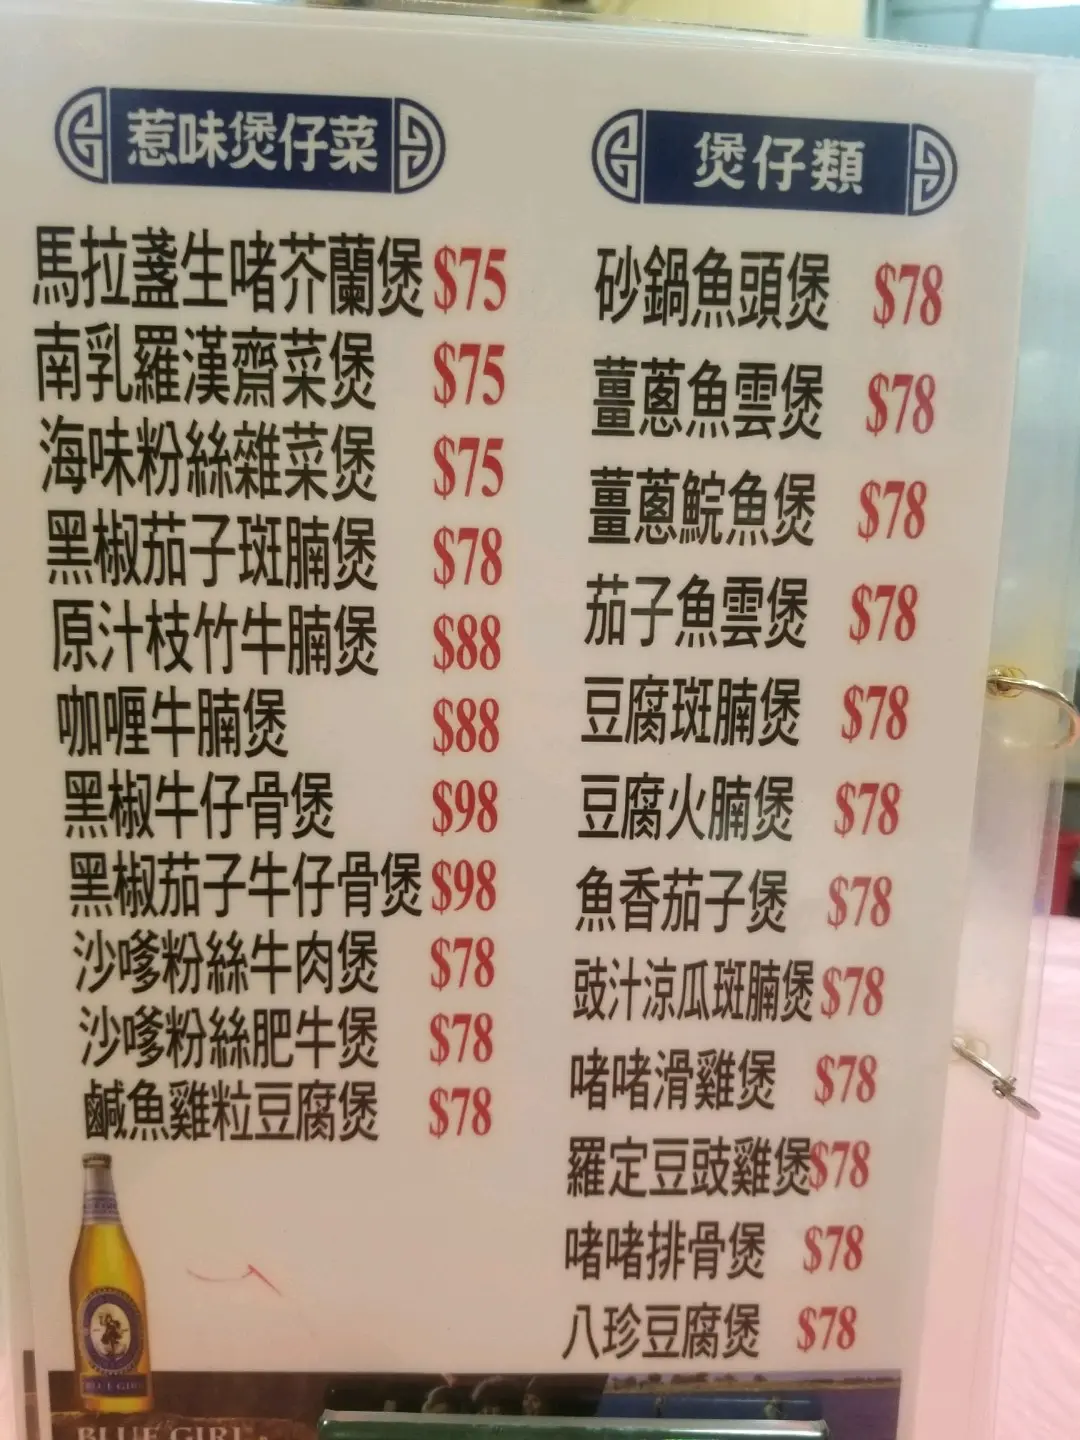 惹味煲仔菜
馬拉盞生啫芥蘭煲 $75
南乳羅漢齋菜煲 $75
海味粉絲雜菜煲 $75
黑椒茄子斑腩煲 $78
原汁枝竹牛腩煲 $88
咖喱牛腩煲 $88
黑椒牛仔骨煲 $98
黑椒茄子牛仔骨煲 $98
沙嗲粉絲牛肉煲 $78
沙嗲粉絲肥牛煲 $78
鹹魚雞粒豆腐煲 $78
煲仔類
砂鍋魚頭煲 $78
薑蔥魚雲煲 $78
薑蔥鯇魚煲 $78
茄子魚雲煲 $78
豆腐斑腩煲 $78
豆腐火腩煲 $78
魚香茄子煲 $78
豉汁涼瓜斑腩煲 $78
啫啫滑雞煲 $78
羅定豆豉雞煲 $78
啫啫排骨煲 $78
八珍豆腐煲 $78
BLUE GIRL
BLUE GIRL